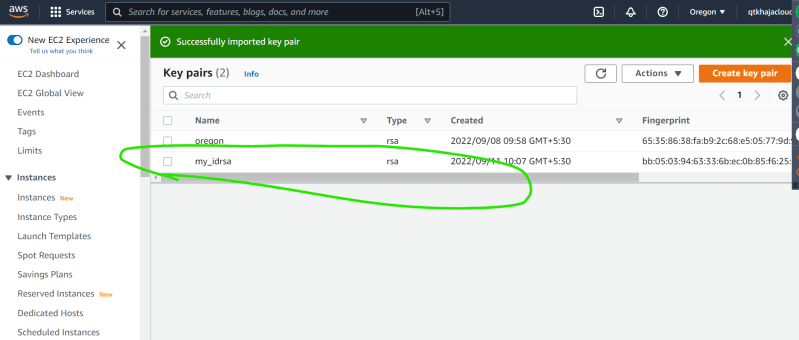 aws
Services
Search for services, features, blogs, docs, and more
[Alt+S]
Oregon
qtkhajacloud
New EC2 Experience
Tell us what you think
EC2 Dashboard
EC2 Global View
Events
Tags
Limits
Instances
Instances New
Instance Types
Launch Templates
Spot Requests
Savings Plans
Reserved Instances New
Dedicated Hosts
Scheduled Instances
Successfully imported key pair
Key pairs (2) Info
Actions
Create key pair
Search
1
Name Type Created Fingerprint
oregon rsa 2022/09/08 09:58 GMT+5:30 65:35:86:38:fa:b9:2c:68:e5:05:77:9d:
my_idrsa rsa 2022/09/11 10:07 GMT+5:30 bb:05:03:94:63:33:6b:ec:0b:85:f6:25: